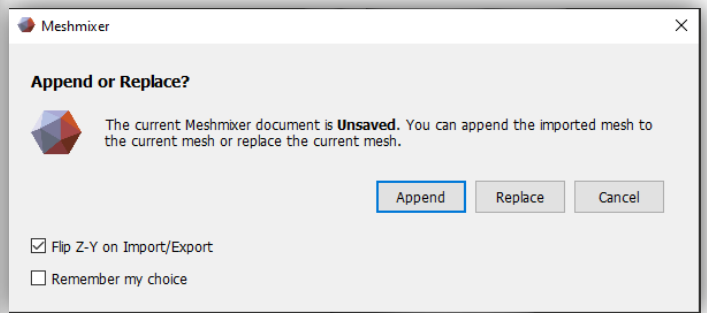 Meshmixer
Append or Replace?
The current Meshmixer document is Unsaved. You can append the imported mesh to
the current mesh or replace the current mesh.
Append Replace Cancel
Flip Z-Y on Import/Export
Remember my choice